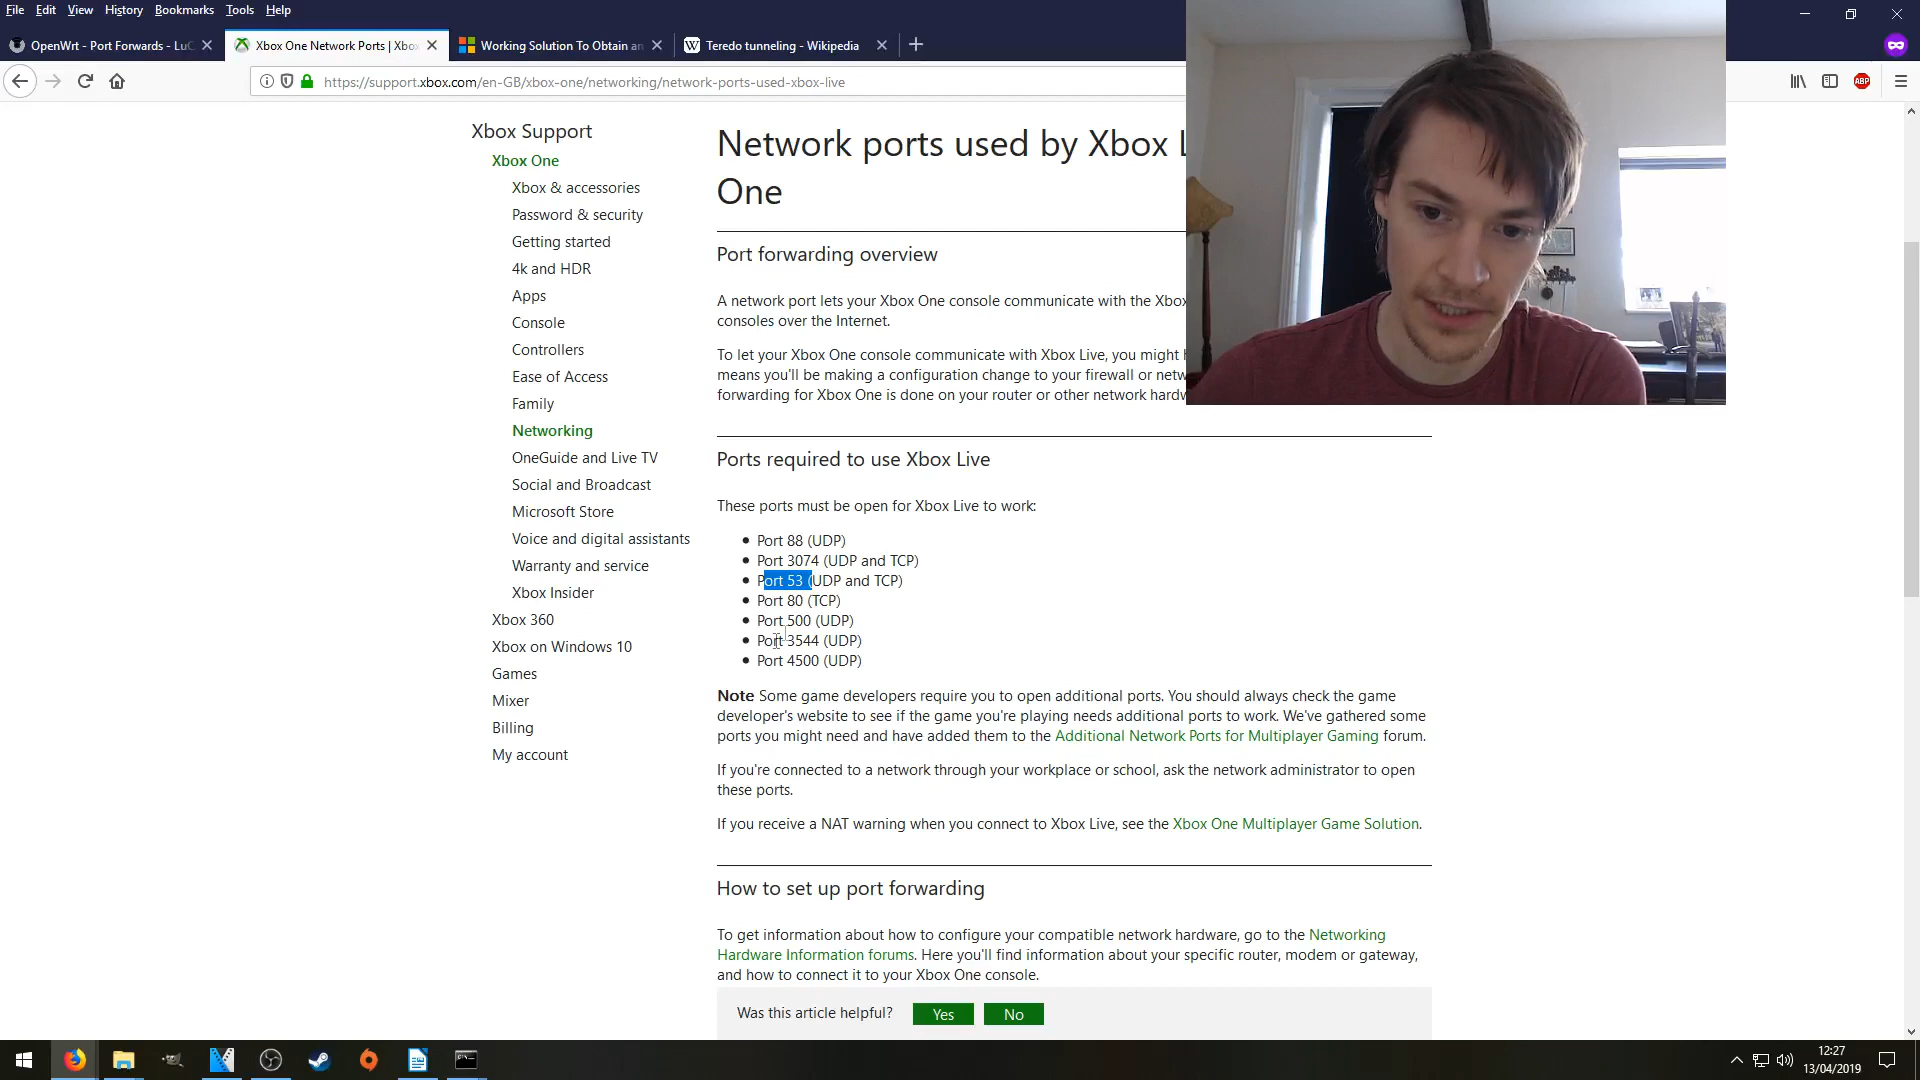 File Edit View History Bookmarks Tools Help
OpenWrt - Port Forwards - LuC
Xbox One Network Ports | Xbo
Working Solution To Obtain an
Teredo tunneling - Wikipedia
https://support.xbox.com/en-GB/xbox-one/networking/network-ports-used-xbox-live
ABP
Xbox Support
Xbox One
Xbox & accessories
Password & security
Getting started
4k and HDR
Apps
Console
Controllers
Ease of Access
Family
Networking
OneGuide and Live TV
Social and Broadcast
Microsoft Store
Voice and digital assistants
Warranty and service
Xbox Insider
Xbox 360
Xbox on Windows 10
Games
Mixer
Billing
My account
Network ports used by Xbox L
One
Port forwarding overview
A network port lets your Xbox One console communicate with the Xbox
consoles over the Internet.
To let your Xbox One console communicate with Xbox Live, you might
means you'll be making a configuration change to your firewall or netw
forwarding for Xbox One is done on your router or other network hardw
Ports required to use Xbox Live
These ports must be open for Xbox Live to work:
• Port 88 (UDP)
• Port 3074 (UDP and TCP)
• Port 53 (UDP and TCP)
• Port 80 (TCP)
• Port 500 (UDP)
• Port 3544 (UDP)
• Port 4500 (UDP)
Note Some game developers require you to open additional ports. You should always check the game
developer's website to see if the game you're playing needs additional ports to work. We've gathered some
ports you might need and have added them to the Additional Network Ports for Multiplayer Gaming forum.
If you're connected to a network through your workplace or school, ask the network administrator to open
these ports.
If you receive a NAT warning when you connect to Xbox Live, see the Xbox One Multiplayer Game Solution.
How to set up port forwarding
To get information about how to configure your compatible network hardware, go to the Networking
Hardware Information forums. Here you'll find information about your specific router, modem or gateway,
and how to connect it to your Xbox One console.
Was this article helpful? Yes No
12:27
13/04/2019